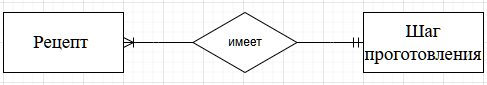 Рецепт
имеет
Шаг
проготовления